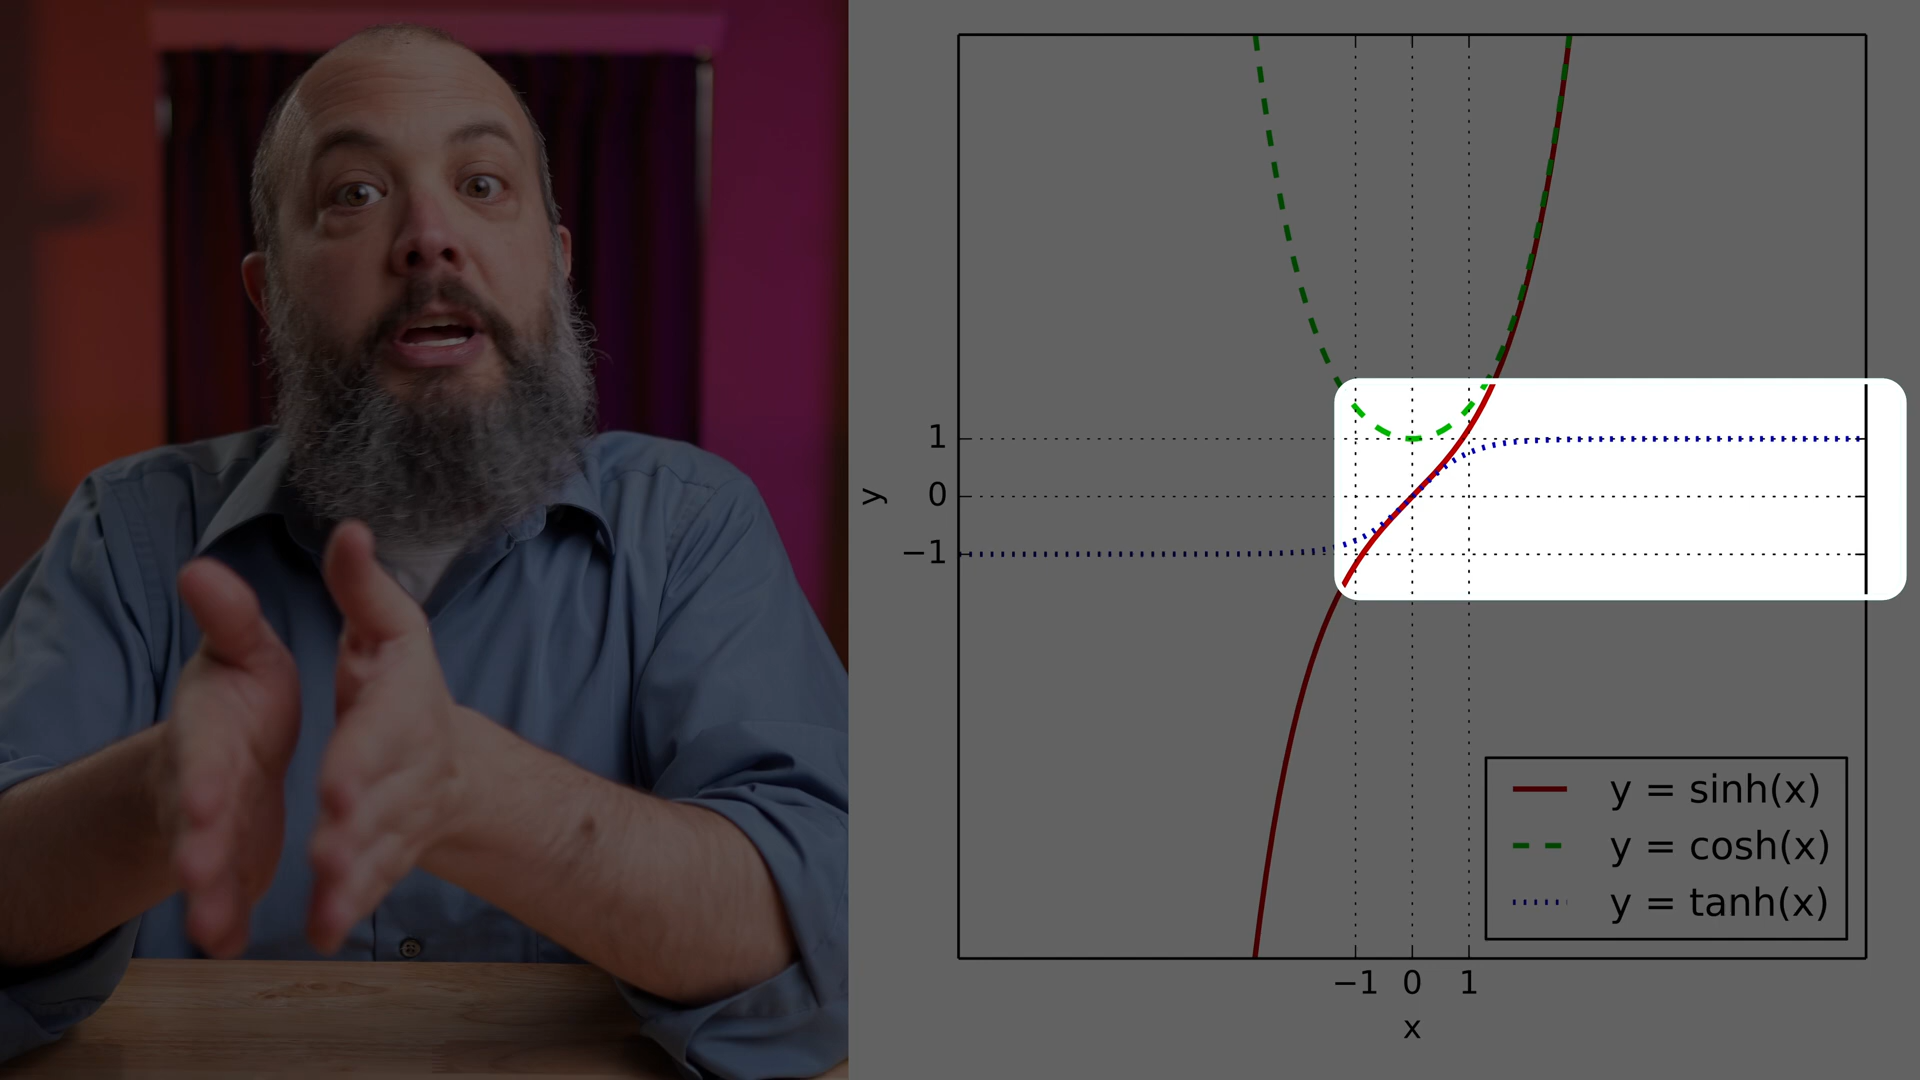 1
0
−1
y
−1 0 1
x
y = sinh(x)
y = cosh(x)
y = tanh(x)